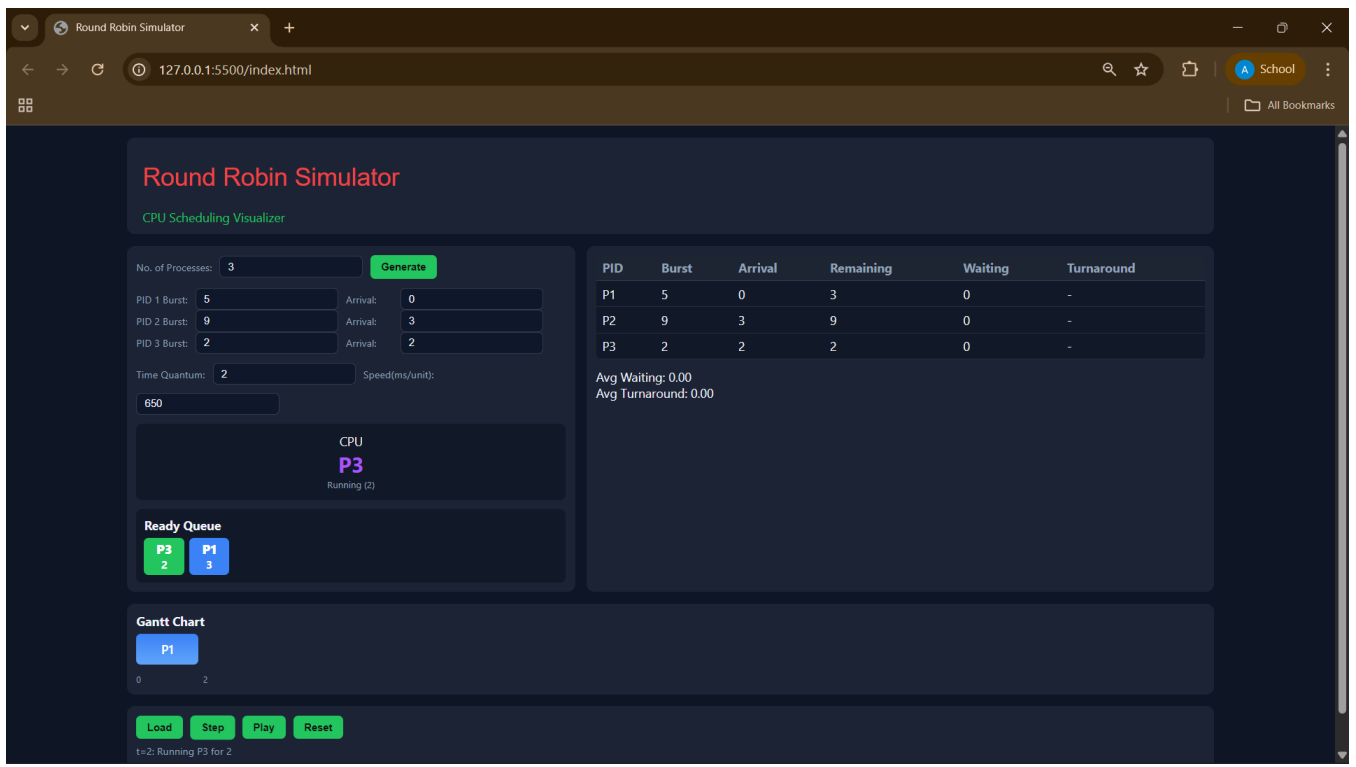 Round Robin Simulator
127.0.0.1:5500/index.html
A School
All Bookmarks
Round Robin Simulator
CPU Scheduling Visualizer
No. of Processes: 3 Generate
PID 1 Burst: 5 Arrival: 0
PID 2 Burst: 9 Arrival: 3
PID 3 Burst: 2 Arrival: 2
Time Quantum: 2 Speed(ms/unit):
650
CPU
P3
Running (2)
Ready Queue
P3 P1
2 3
PID Burst Arrival Remaining Waiting Turnaround
P1 5 0 3 0 -
P2 9 3 9 0 -
P3 2 2 2 0 -
Avg Waiting: 0.00
Avg Turnaround: 0.00
Gantt Chart
P1
0 2
Load Step Play Reset
t=2: Running P3 for 2